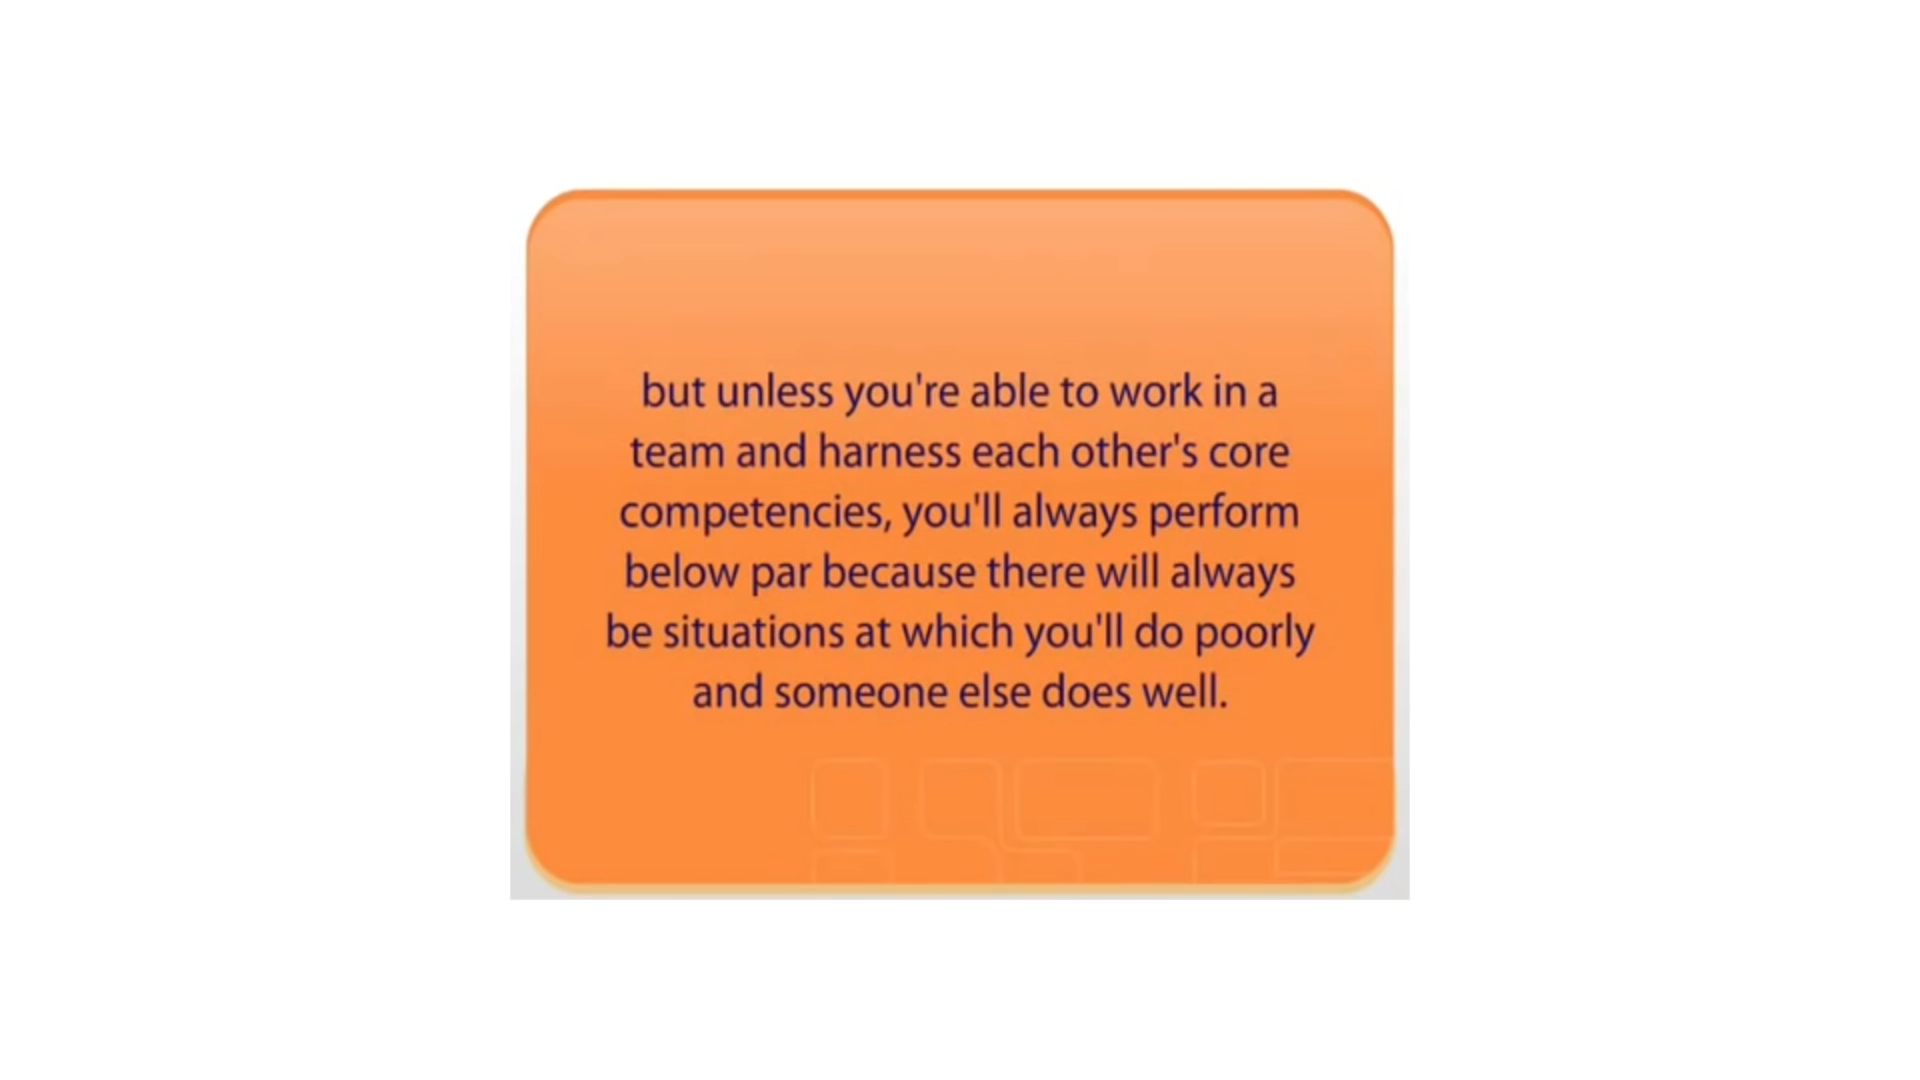 but unless you're able to work in a
team and harness each other's core
competencies, you'll always perform
below par because there will always
be situations at which you'll do poorly
and someone else does well.